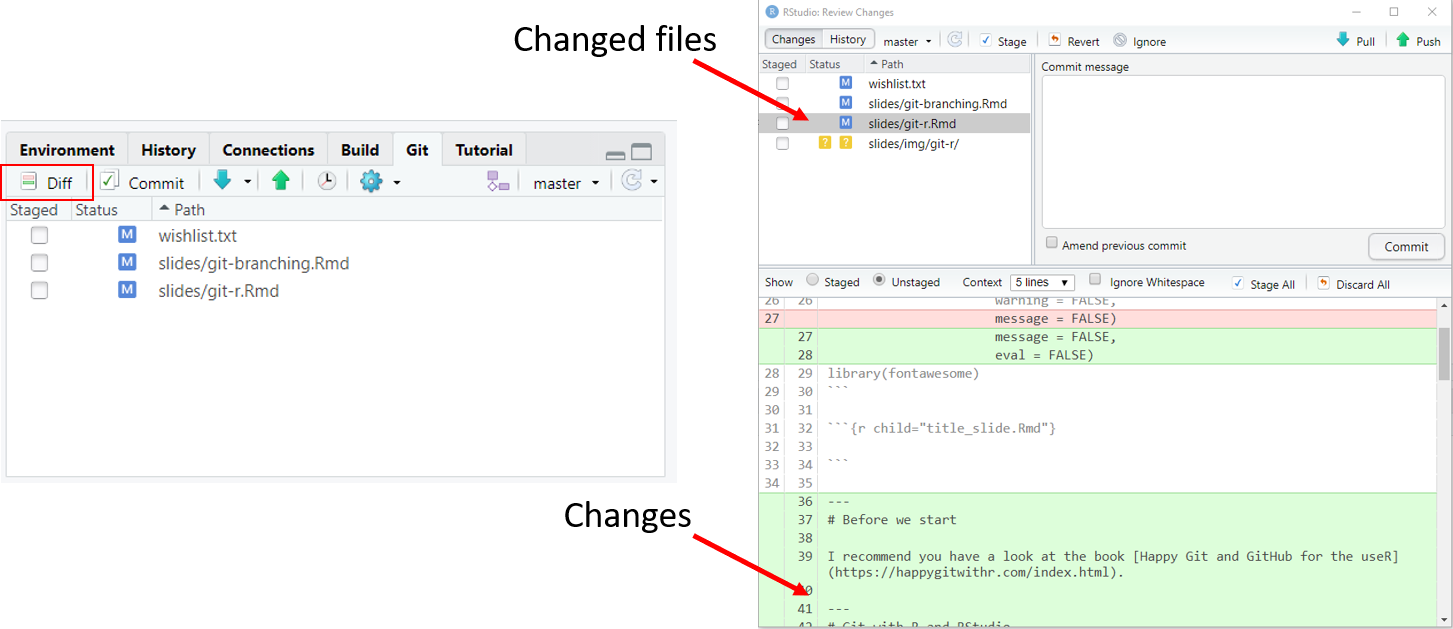 Changed files
Environment History Connections Build Git Tutorial
Diff Commit master
Staged Status Path
M wishlist.txt
M slides/git-branching.Rmd
M slides/git-r.Rmd
Changes
R RStudio: Review Changes
Changes History master Stage Revert Ignore Pull Push
Staged Status Path
M wishlist.txt
M slides/git-branching.Rmd
M slides/git-r.Rmd
? ? slides/img/git-r/
Commit message
Amend previous commit Commit
Show Staged Unstaged Context 5 lines Ignore Whitespace Stage All Discard All
26 26 warning = FALSE,
27 message = FALSE)
27 message = FALSE,
28 eval = FALSE)
28 29 library(fontawesome)
29 30 ```
30 31
31 32 ```{r child="title_slide.Rmd"}
32 33
33 34 ```
34 35
36 ---
37 # Before we start
38
39 I recommend you have a look at the book [Happy Git and GitHub for the useR]
(https://happygitwithr.com/index.html).
41 ---
42 # Git with R and RStudio